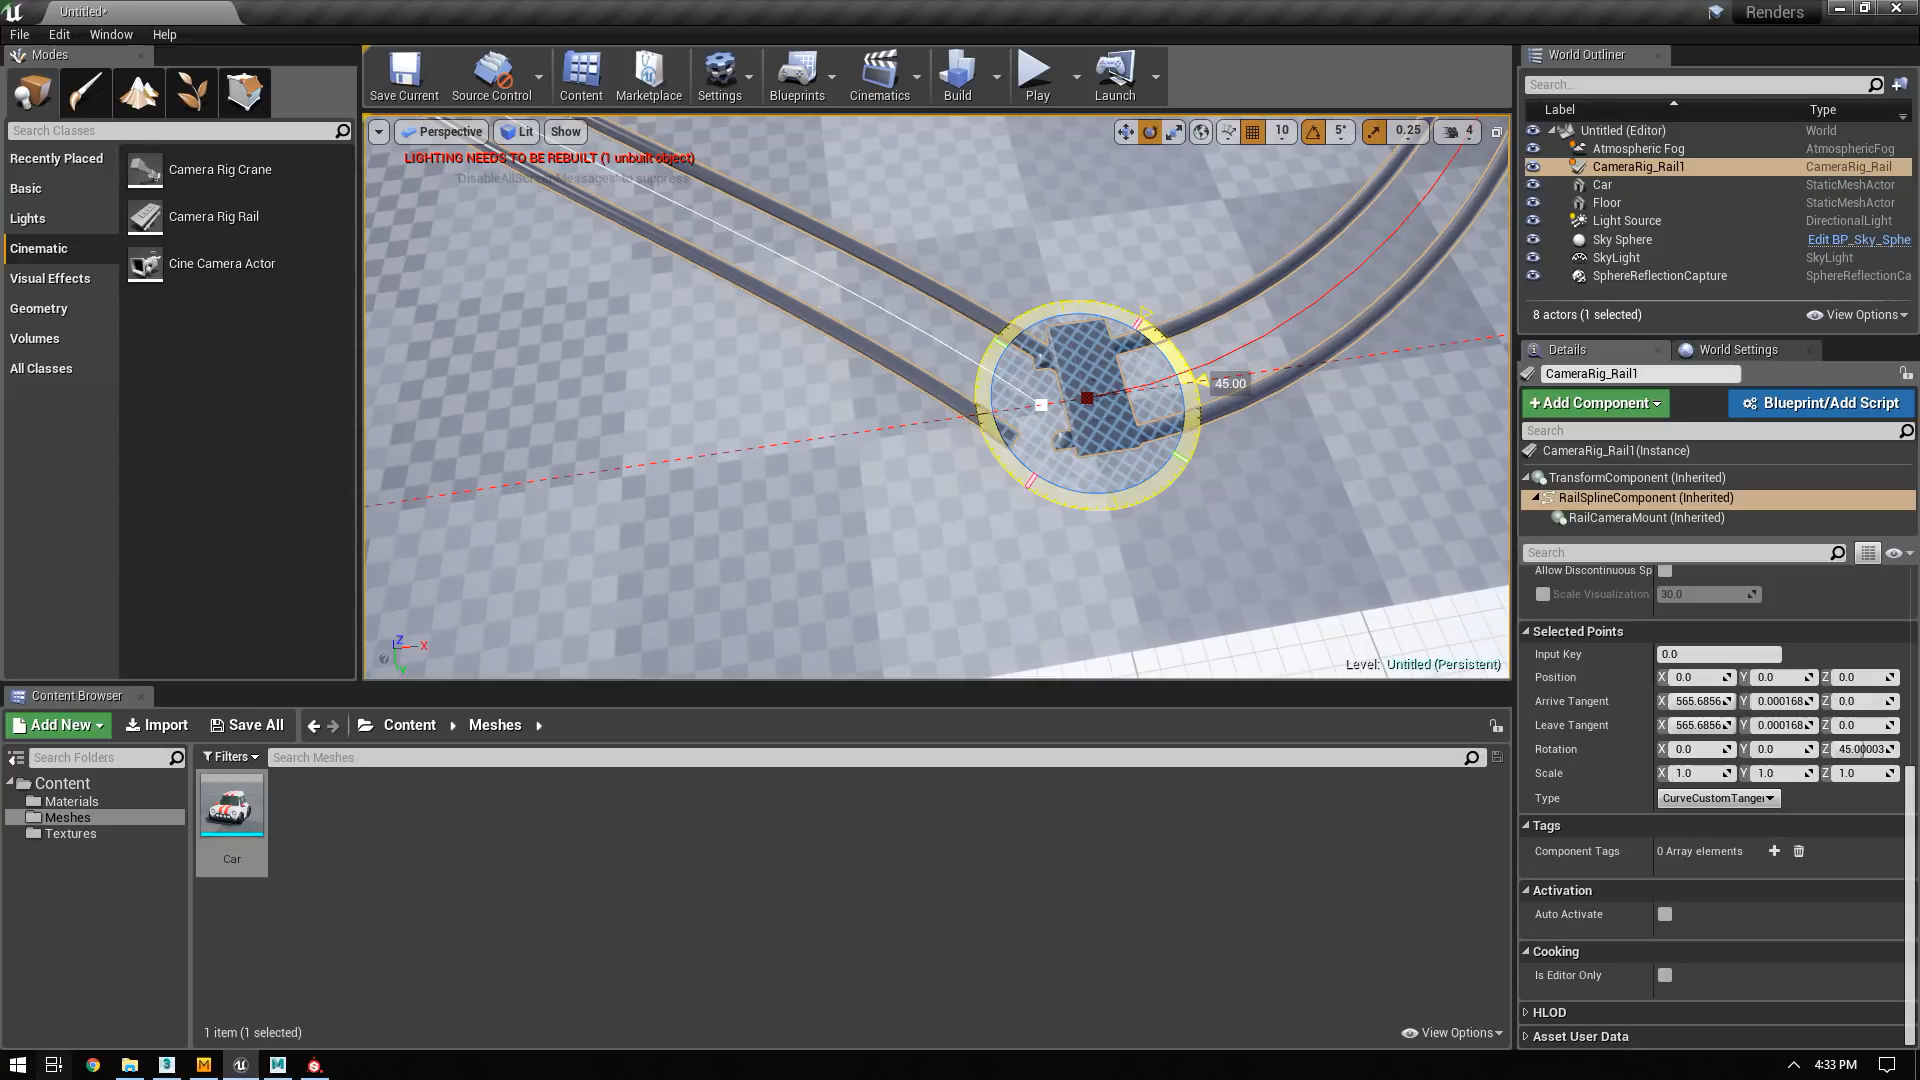 Untitled*
Renders
File Edit Window Help
Modes
Search Classes
Recently Placed
Basic
Lights
Cinematic
Visual Effects
Geometry
Volumes
All Classes
Camera Rig Crane
Camera Rig Rail
Cine Camera Actor
Save Current
Source Control
Content
Marketplace
Settings
Blueprints
Cinematics
Build
Play
Launch
Perspective
Lit
Show
10
5°
0.25
4
LIGHTING NEEDS TO BE REBUILT (1 unbuilt object)
'DisableAllScreenMessages' to suppress
45.00
Z
X
Y
Level: Untitled (Persistent)
World Outliner
Search...
Label Type
Untitled (Editor) World
Atmospheric Fog AtmosphericFog
CameraRig_Rail1 CameraRig_Rail
Car StaticMeshActor
Floor StaticMeshActor
Light Source DirectionalLight
Sky Sphere Edit BP_Sky_Sphe
SkyLight SkyLight
SphereReflectionCapture SphereReflectionCa
8 actors (1 selected) View Options
Details
World Settings
CameraRig_Rail1
+Add Component
Blueprint/Add Script
Search
CameraRig_Rail1(Instance)
TransformComponent (Inherited)
RailSplineComponent (Inherited)
RailCameraMount (Inherited)
Search
Allow Discontinuous Sp
Scale Visualization 30.0
Selected Points
Input Key 0.0
Position X 0.0 Y 0.0 Z 0.0
Arrive Tangent X 565.6856 Y 0.000168 Z 0.0
Leave Tangent X 565.6856 Y 0.000168 Z 0.0
Rotation X 0.0 Y 0.0 Z 45.00003
Scale X 1.0 Y 1.0 Z 1.0
Type CurveCustomTangen
Tags
Component Tags 0 Array elements
Activation
Auto Activate
Cooking
Is Editor Only
HLOD
Asset User Data
Content Browser
Add New Import Save All Content Meshes
Search Folders
Filters
Search Meshes
Content
Materials
Meshes
Textures
Car
1 item (1 selected)
View Options
4:33 PM